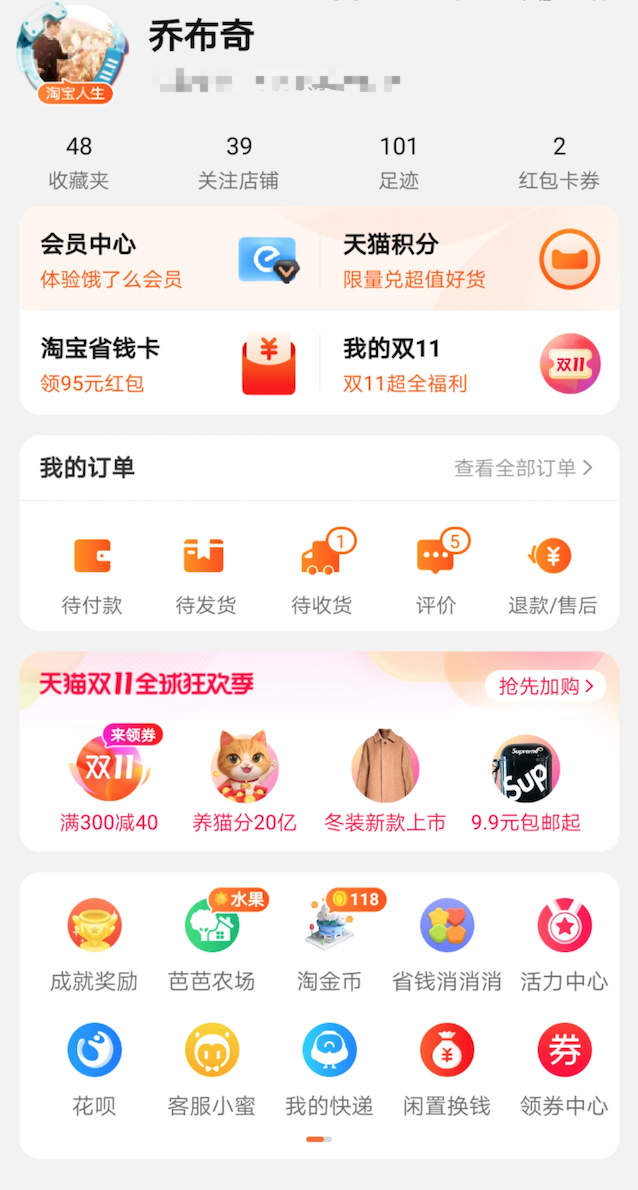 乔布奇
淘宝人生
48 39 101 2
收藏夹 关注店铺 足迹 红包卡券
会员中心 天猫积分
体验饿了么会员 限量兑超值好货
淘宝省钱卡 我的双11
领95元红包 双11超全福利
双11
我的订单 查看全部订单
1 5
待付款 待发货 待收货 评价 退款/售后
天猫双11全球狂欢季 抢先加购
来领券
双11
Supreme
Sup
满300减40 养猫分20亿 冬装新款上市 9.9元包邮起
水果 118
成就奖励 芭芭农场 淘金币 省钱消消消 活力中心
券
花呗 客服小蜜 我的快递 闲置换钱 领券中心